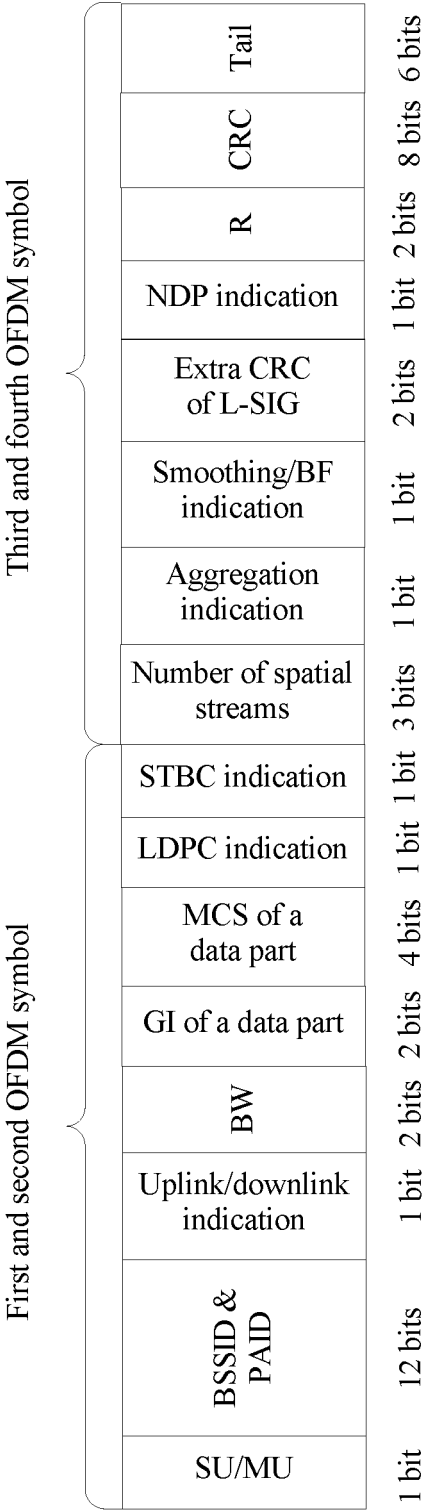 Third and fourth OFDM symbol
Tail
6 bits
CRC
8 bits
R
2 bits
NDP indication
1 bit
Extra CRC
of L-SIG
2 bits
Smoothing/BF
indication
1 bit
Aggregation
indication
1 bit
Number of spatial
streams
3 bits
First and second OFDM symbol
STBC indication
1 bit
LDPC indication
1 bit
MCS of a
data part
4 bits
GI of a data part
2 bits
BW
2 bits
Uplink/downlink
indication
1 bit
BSSID &
PAID
12 bits
SU/MU
1 bit